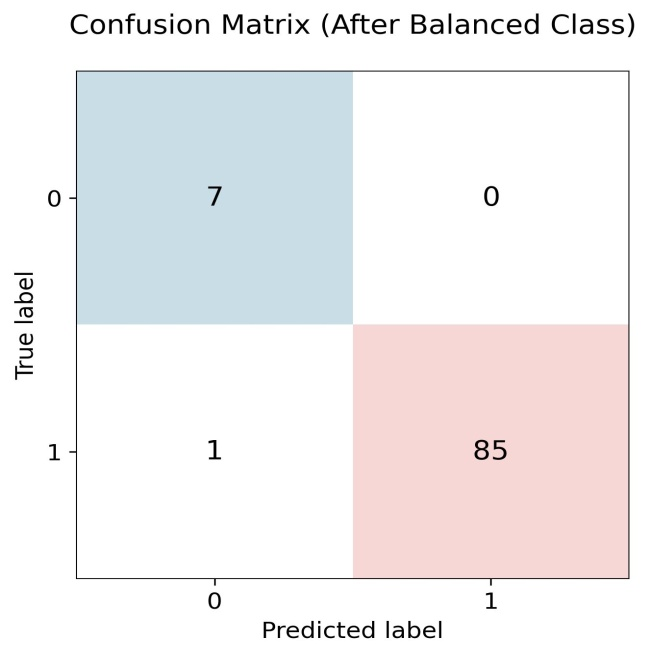 Confusion Matrix (After Balanced Class)
0
7
0
True label
1
1
85
0
1
Predicted label